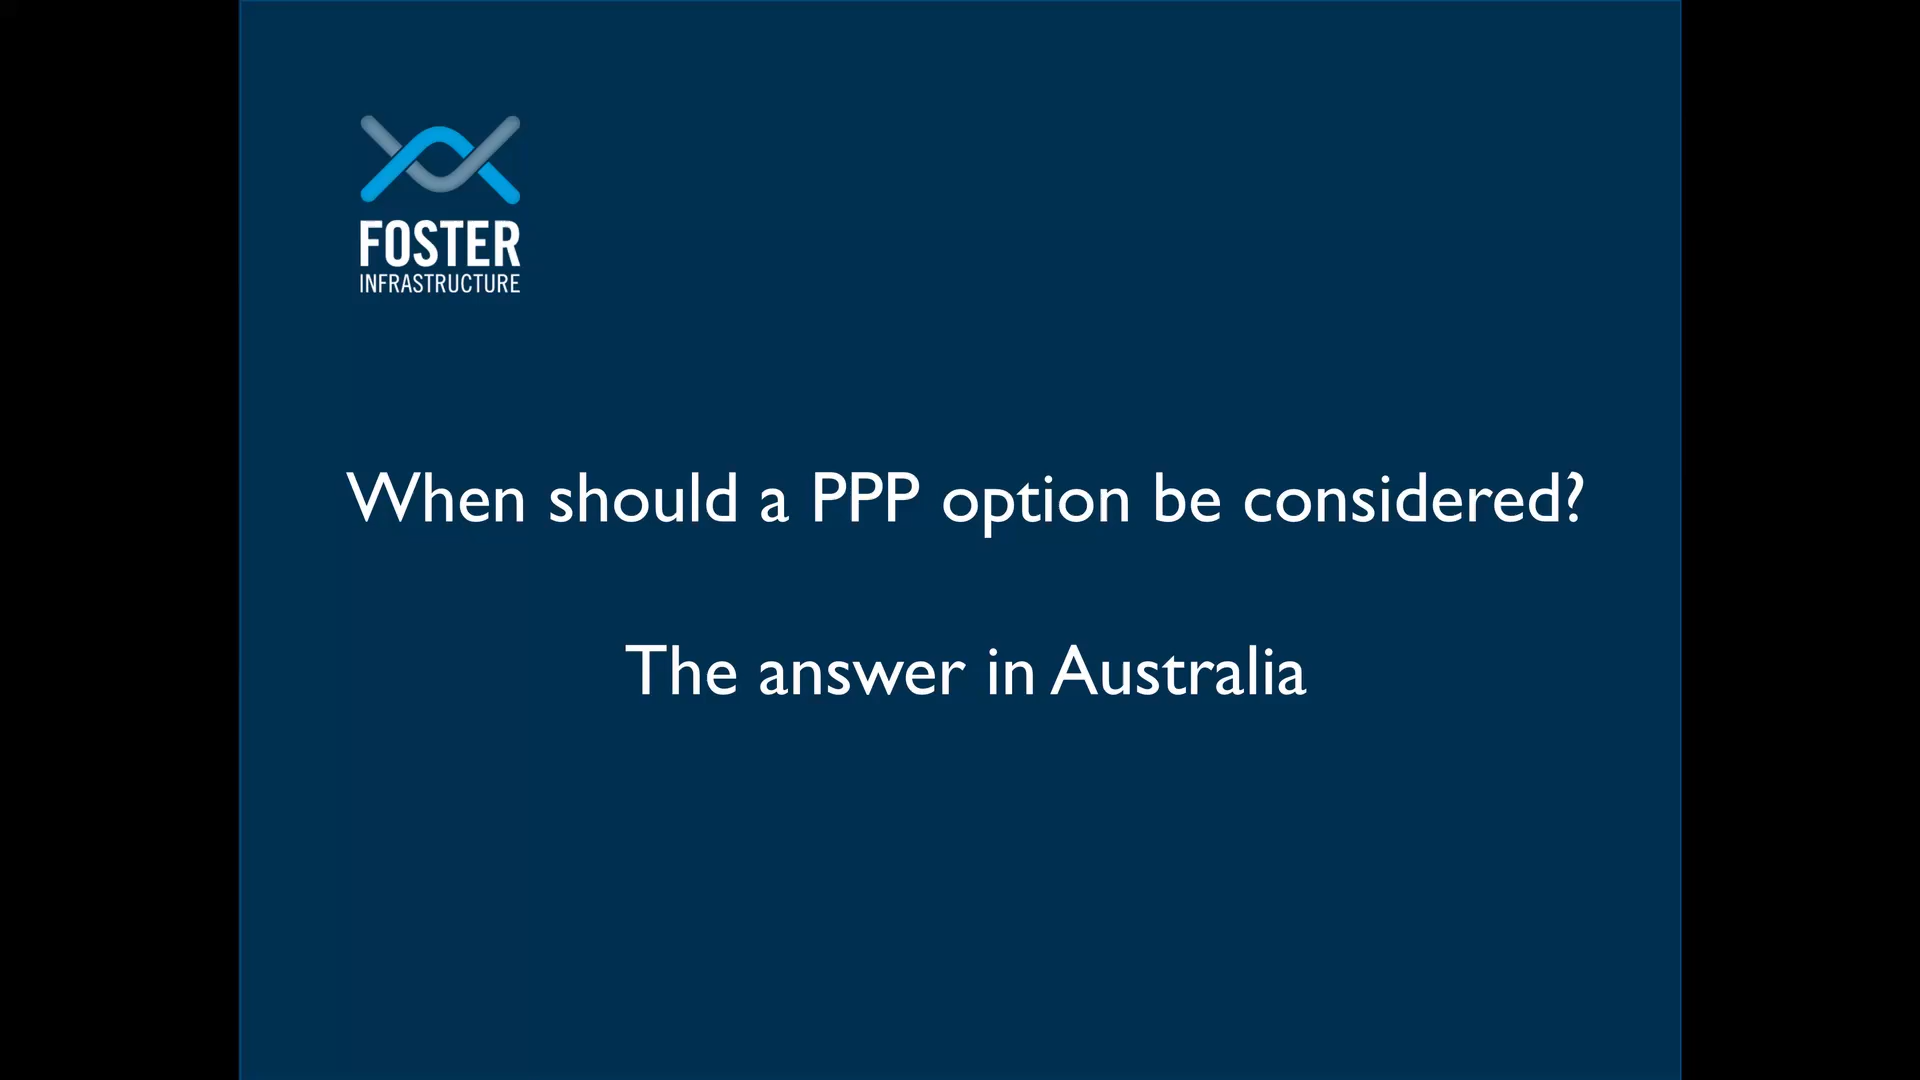 FOSTER
INFRASTRUCTURE
When should a PPP option be considered?
The answer in Australia